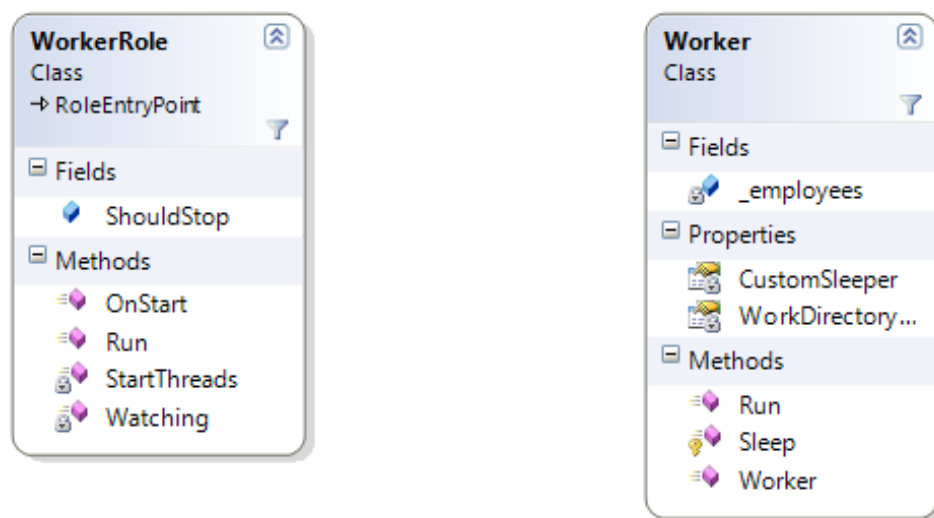 WorkerRole
Class
RoleEntryPoint
Fields
ShouldStop
Methods
OnStart
Run
StartThreads
Watching
Worker
Class
Fields
_employees
Properties
CustomSleeper
WorkDirectory...
Methods
Run
Sleep
Worker